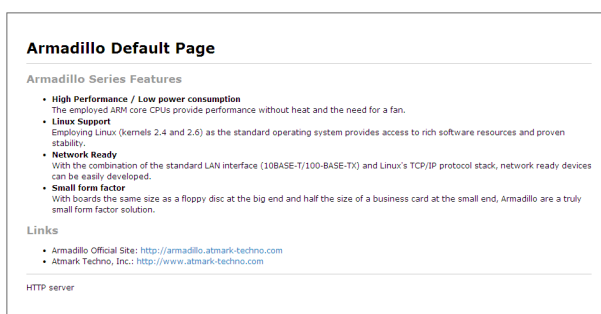 Armadillo Default Page
Armadillo Series Features
High Performance / Low power consumption
The employed ARM core CPUs provide performance without heat and the need for a fan.
Linux Support
Employing Linux (kernels 2.4 and 2.6) as the standard operating system provides access to rich software resources and proven
stability.
Network Ready
With the combination of the standard LAN interface (10BASE-T/100-BASE-TX) and Linux's TCP/IP protocol stack, network ready devices
can be easily developed.
Small form factor
With boards the same size as a floppy disc at the big end and half the size of a business card at the small end, Armadillo are a truly
small form factor solution.
Links
Armadillo Official Site: http://armadillo.atmark-techno.com
Atmark Techno, Inc.: http://www.atmark-techno.com
HTTP server